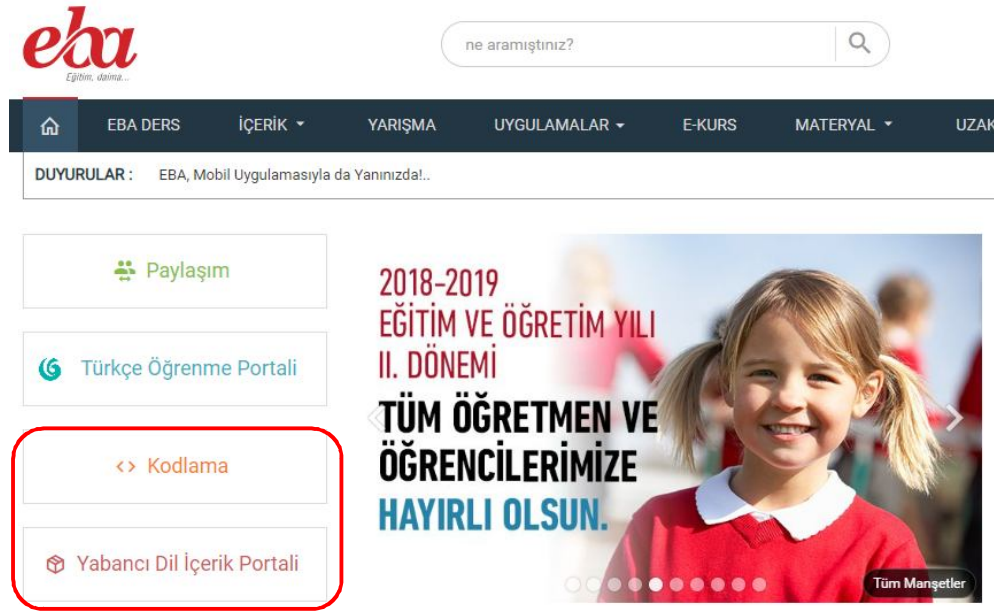 eba
Eğitim, daima...
ne aramıştınız?
EBA DERS İÇERİK YARIŞMA UYGULAMALAR E-KURS MATERYAL UZAK
DUYURULAR : EBA, Mobil Uygulamasıyla da Yanınızda!..
Paylaşım
Türkçe Öğrenme Portali
<> Kodlama
Yabancı Dil İçerik Portali
2018-2019
EĞİTİM VE ÖĞRETİM YILI
II. DÖNEMİ
TÜM ÖĞRETMEN VE
ÖĞRENCİLERİMİZE
HAYIRLI OLSUN.
Tüm Manşetler